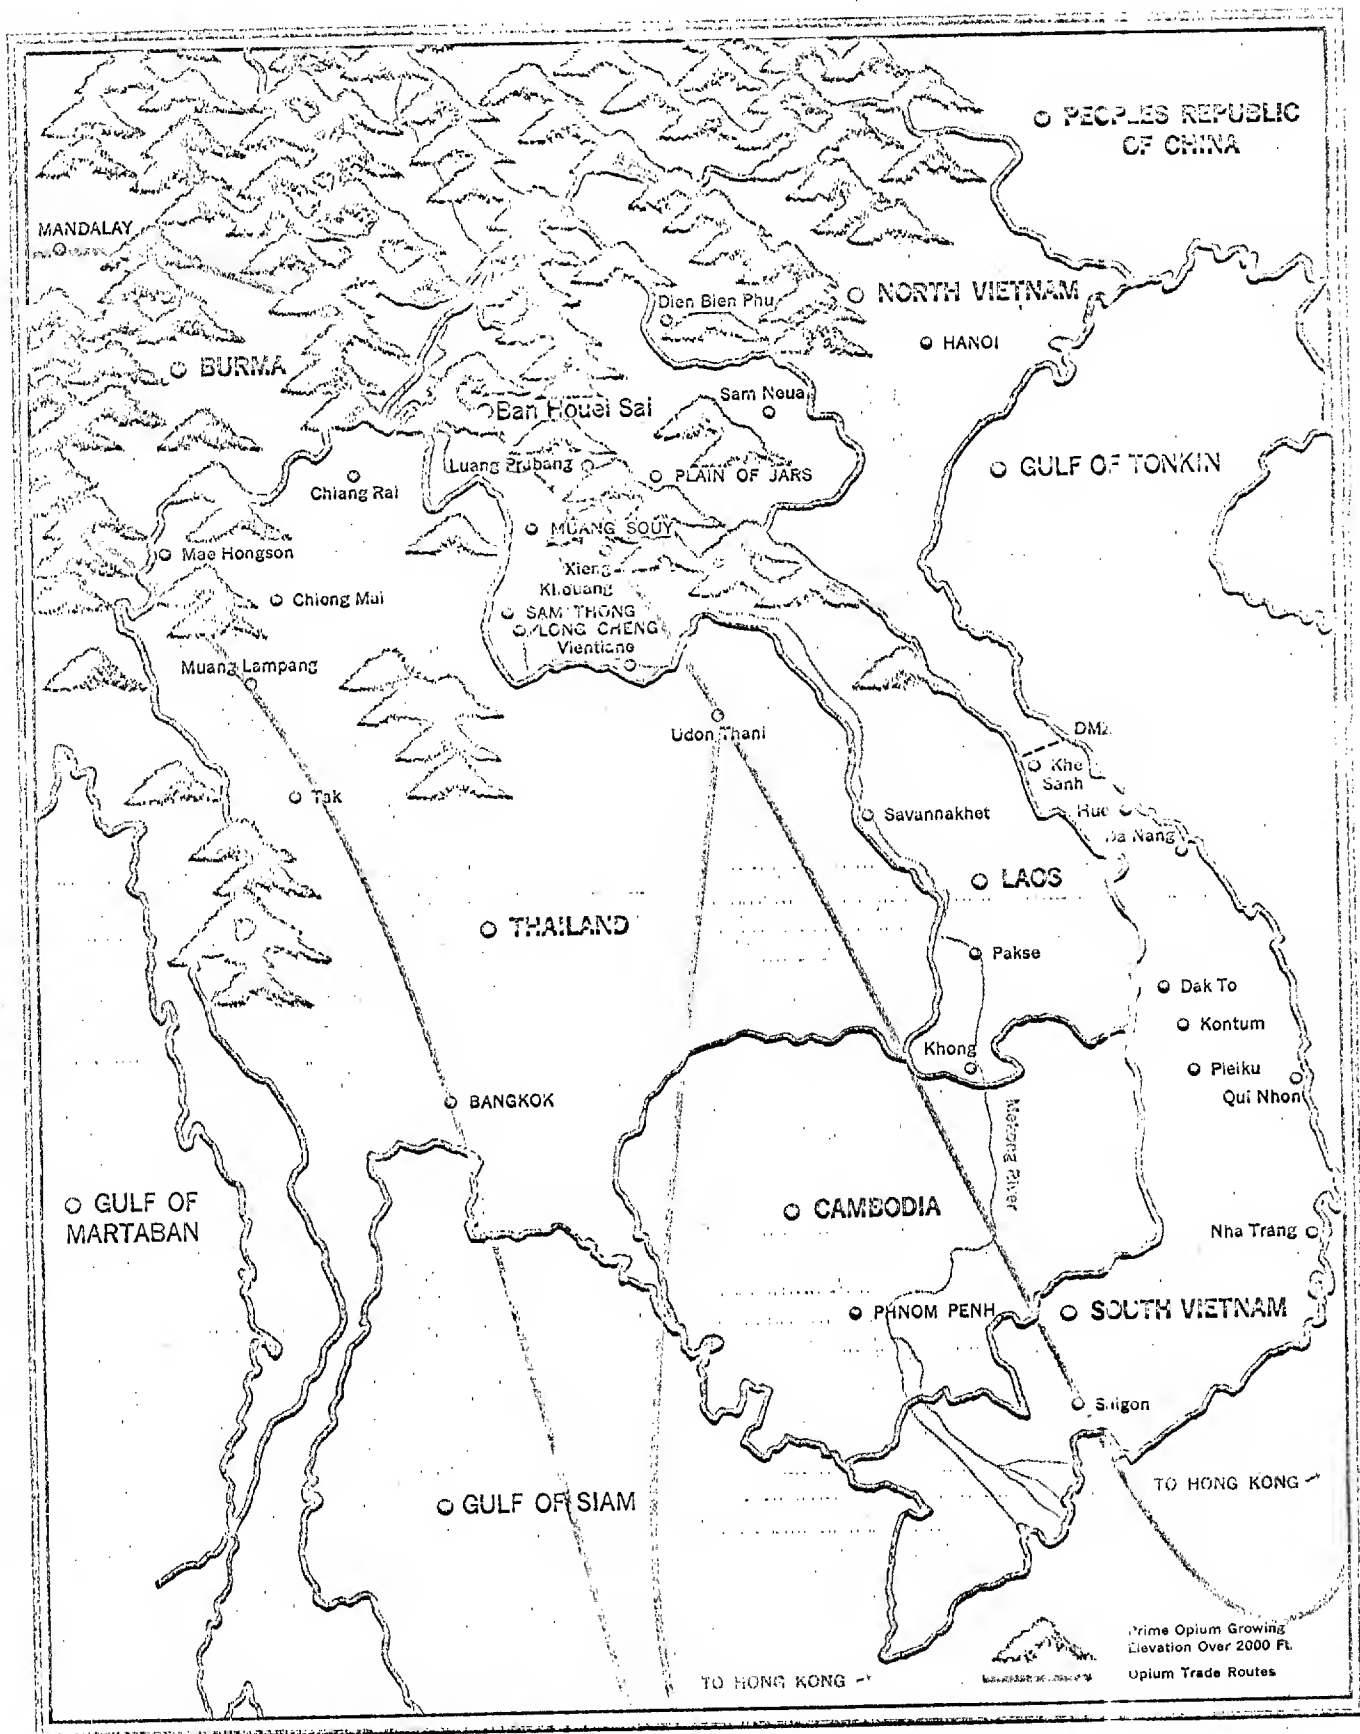 PEOPLES REPUBLIC
OF CHINA
MANDALAY
Dien Bien Phu
NORTH VIETNAM
HANOI
BURMA
Sam Neua
Ban Houei Sai
Luang Prubang
PLAIN OF JARS
GULF OF TONKIN
Chiang Rai
MUANG SOUY
Mae Hongson
Xieng
Khouang
Chiong Mui
SAM THONG
LONG CHENG
Vientiane
Muang Lampang
Udon Thani
DMZ
Khe
Sanh
Tak
Savannakhet
Hue
Da Nang
LAOS
THAILAND
Pakse
Dak To
Kontum
Khong
Pleiku
Qui Nhon
BANGKOK
Mekong River
GULF OF
MARTABAN
CAMBODIA
Nha Trang
PHNOM PENH
SOUTH VIETNAM
Saigon
TO HONG KONG →
GULF OF SIAM
Prime Opium Growing
Elevation Over 2000 Ft.
Opium Trade Routes
TO HONG KONG →